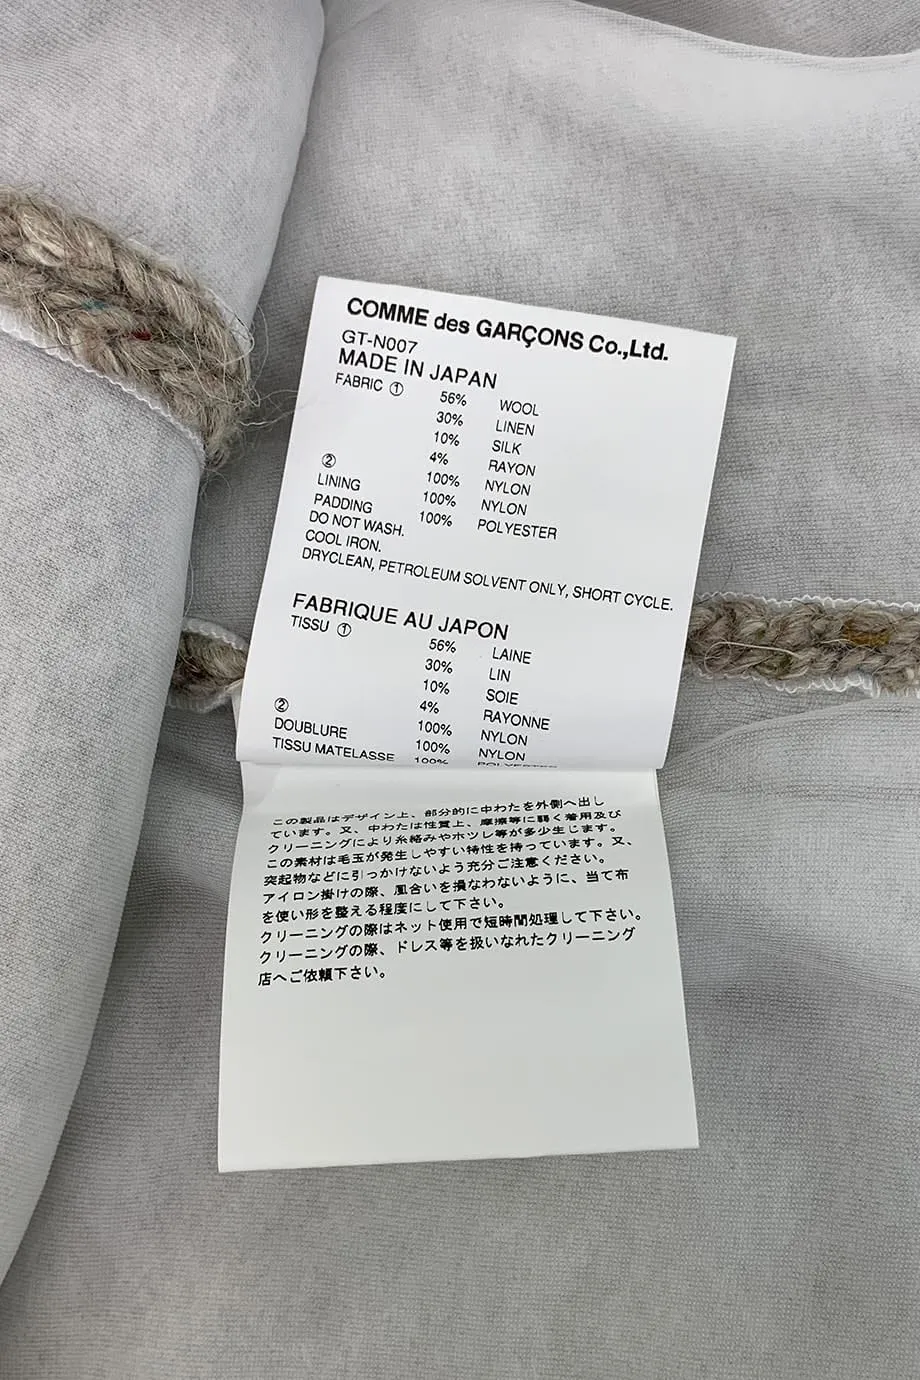 COMME des GARÇONS Co.,Ltd.
GT-N007
MADE IN JAPAN
FABRIC ① 56% WOOL
30% LINEN
10% SILK
4% RAYON
② 100% NYLON
LINING 100% NYLON
PADDING 100% POLYESTER
DO NOT WASH.
COOL IRON.
DRYCLEAN, PETROLEUM SOLVENT ONLY, SHORT CYCLE.
FABRIQUE AU JAPON
TISSU ① 56% LAINE
30% LIN
10% SOIE
4% RAYONNE
② 100% NYLON
DOUBLURE 100% NYLON
TISSU MATELASSE 100% POLYESTER
この製品はデザイン上、部分的に中わたを外側へ出し
ています。又、中わたは性質上、摩擦等に弱く着用及び
クリーニングにより糸絡みやホツレ等が多少生じます。
この素材は毛玉が発生しやすい特性を持っています。又、
突起物などに引っかけないよう充分ご注意ください。
アイロン掛けの際、風合いを損なわないように、当て布
を使い形を整える程度にして下さい。
クリーニングの際はネット使用で短時間処理して下さい。
クリーニングの際、ドレス等を扱いなれたクリーニング
店へご依頼下さい。